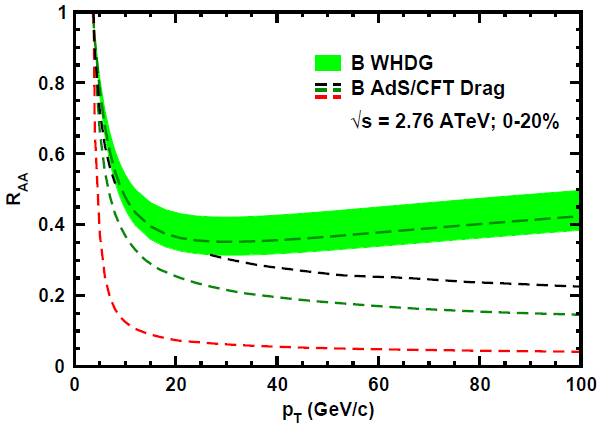 1
0.8
0.6
0.4
0.2
0
R_AA
B WHDG
B AdS/CFT Drag
√s = 2.76 ATeV; 0-20%
0 20 40 60 80 100
p_T (GeV/c)